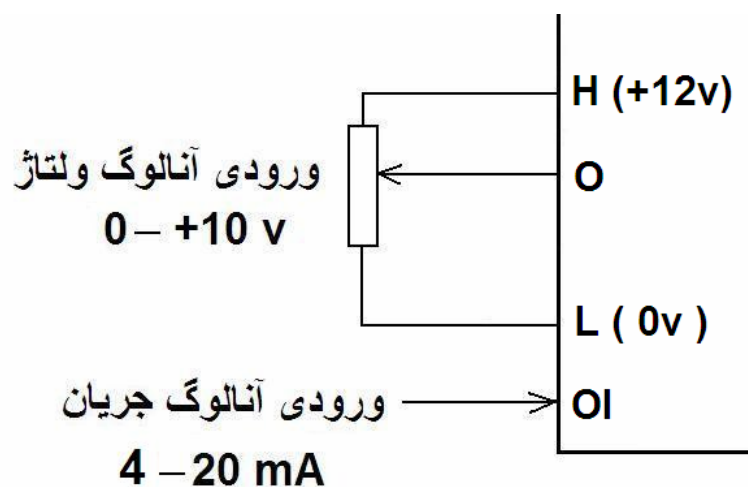 H (+12v)
ورودی آنالوگ ولتاژ
O
0 – +10 v
L ( 0v )
ورودی آنالوگ جریان
OI
4 – 20 mA